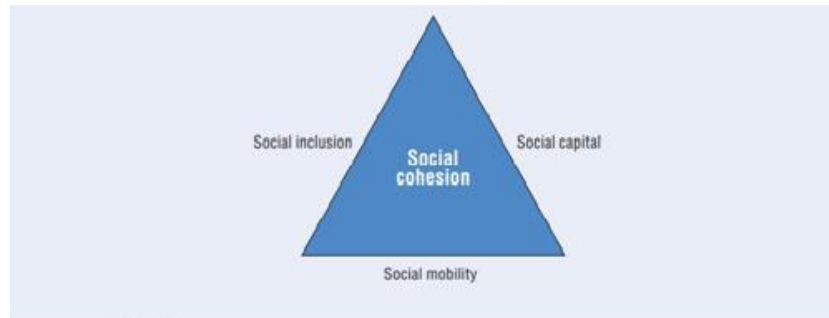 Social inclusion
Social capital
Social
cohesion
Social mobility